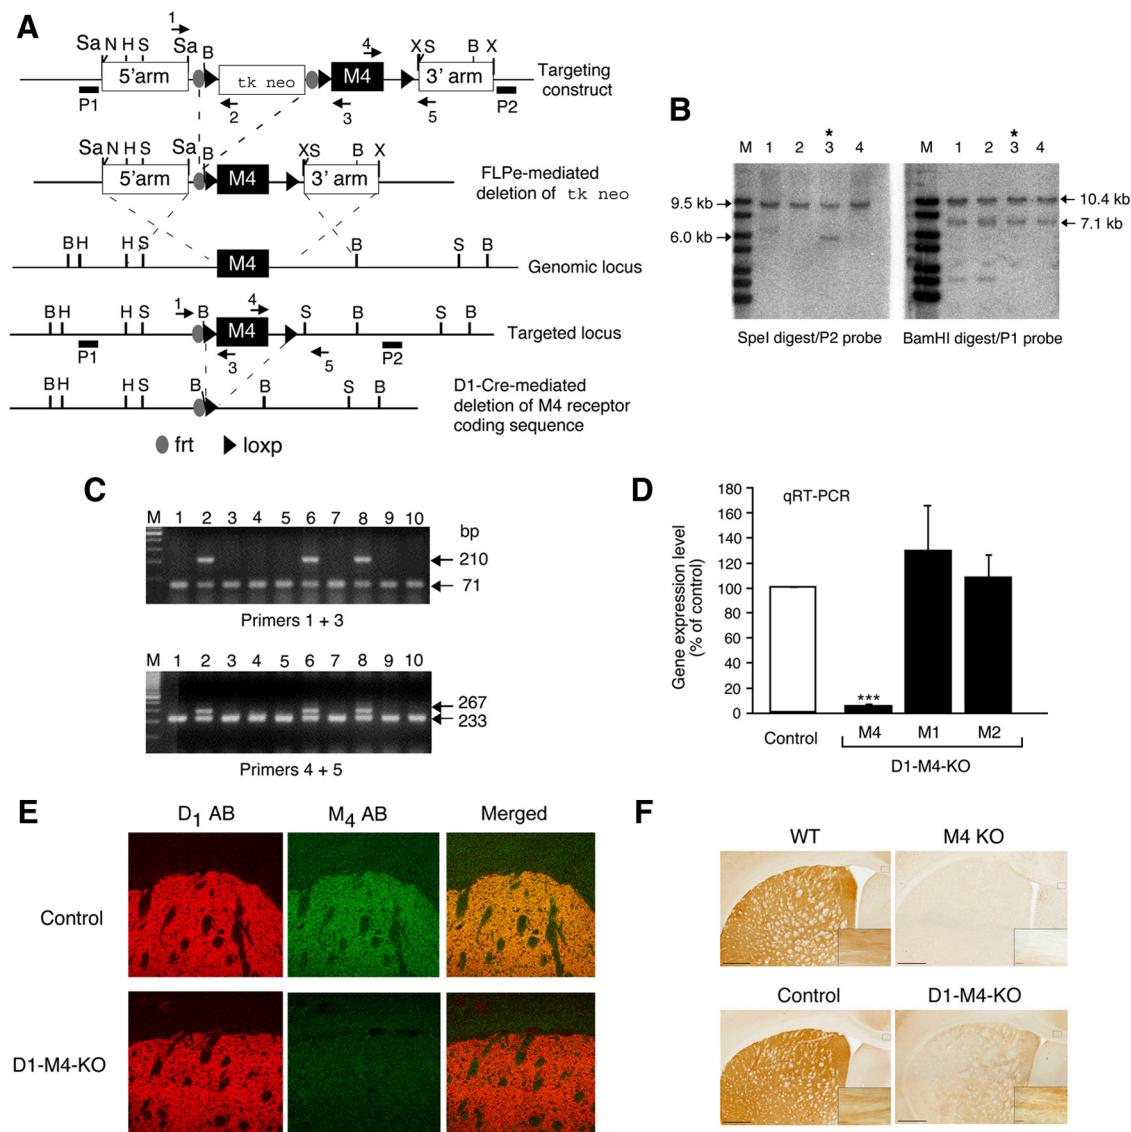 A
1
Sa N H S Sa B 4 X S B X
5'arm tk neo M4 3' arm
Targeting
construct
P1 2 3 5 P2
Sa N H S Sa B X S B X
5'arm M4 3' arm
FLPe-mediated
deletion of tk neo
B H H S M4 B S B
Genomic locus
1 4
B H H S B M4 S B S B
Targeted locus
P1 3 5 P2
B H H S B B S B
D1-Cre-mediated
deletion of M4 receptor
coding sequence
frt loxp
B
* *
M 1 2 3 4 M 1 2 3 4
9.5 kb 10.4 kb
7.1 kb
6.0 kb
SpeI digest/P2 probe BamHI digest/P1 probe
C
M 1 2 3 4 5 6 7 8 9 10
bp
210
71
Primers 1 + 3
M 1 2 3 4 5 6 7 8 9 10
267
233
Primers 4 + 5
D
qRT-PCR
Gene expression level
(% of control)
180
160
140
120
100
80
60
40
20
0
***
Control M4 M1 M2
D1-M4-KO
E
D1 AB M4 AB Merged
Control
D1-M4-KO
F
WT M4 KO
Control D1-M4-KO